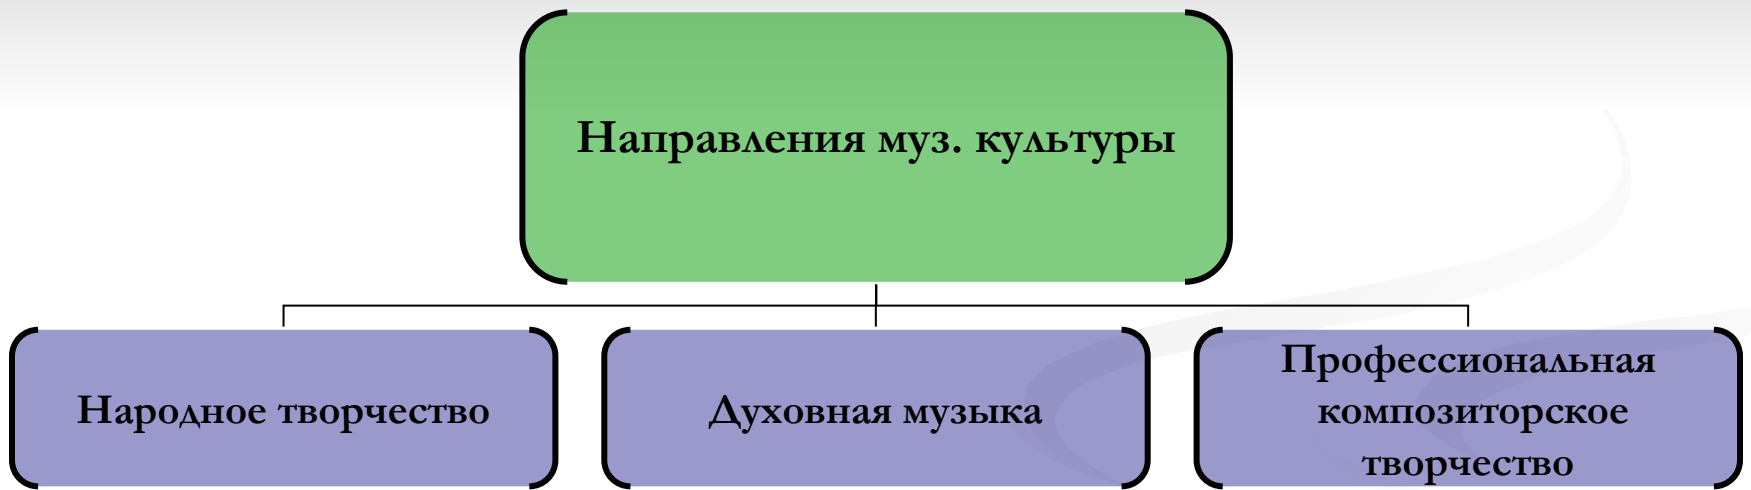 Направления муз. культуры
Народное творчество
Духовная музыка
Профессиональная
композиторское
творчество